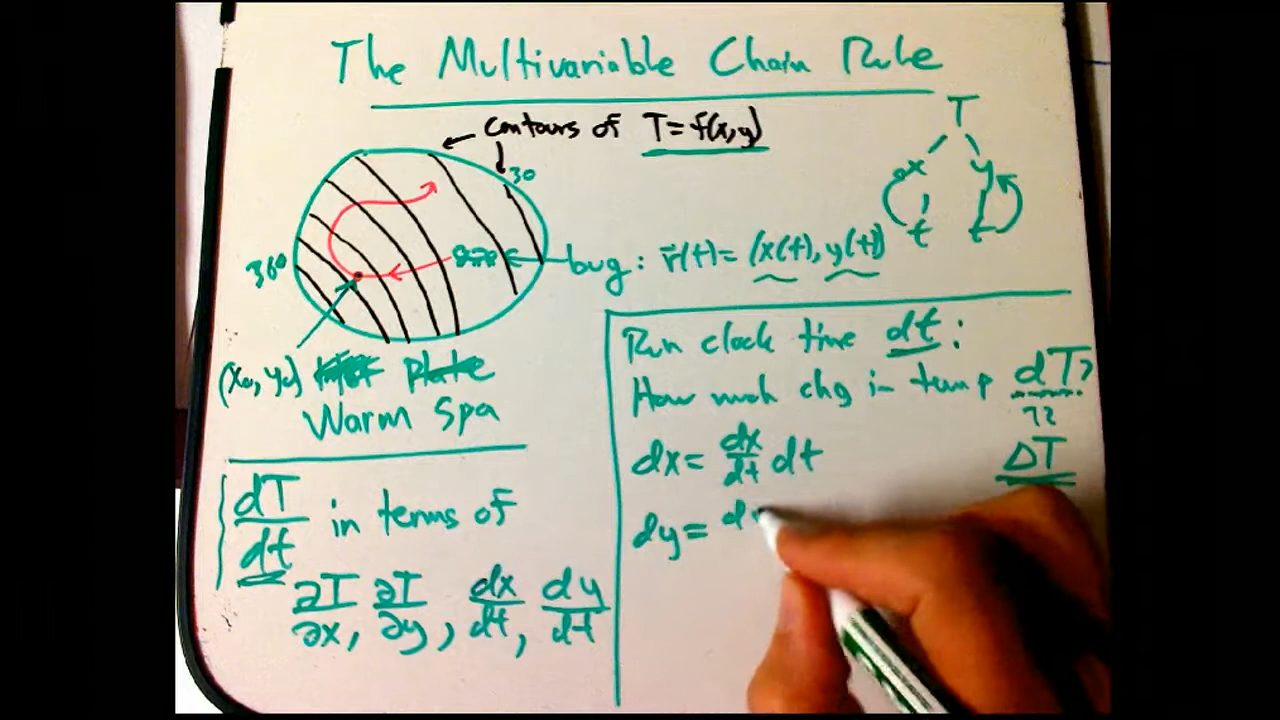 The Multivariable Chain Rule
Contours of T=f(x,y)
30
36°
bug: r⃗(t)= (x(t), y(t))
T
x y
t t
(x₀, y₀)
Plate
Warm Spa
dT/dt in terms of
∂T/∂x, ∂T/∂y, dx/dt, dy/dt
Run clock time dt:
How much chg in temp dT?
ΔT
dx= dx/dt dt
dy= d